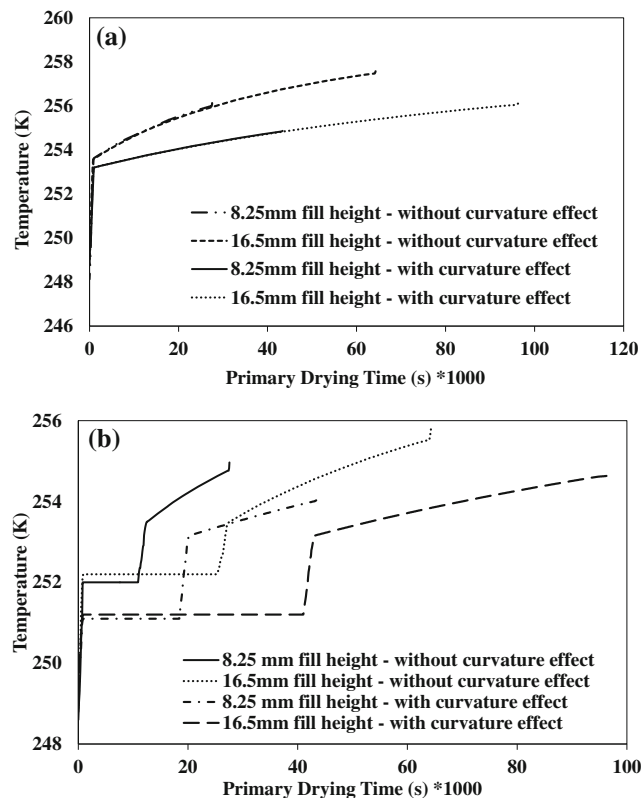 (a)
260
258
256
254
252
250
248
246
Temperature (K)
8.25mm fill height - without curvature effect
16.5mm fill height - without curvature effect
8.25mm fill height - with curvature effect
16.5mm fill height - with curvature effect
0 20 40 60 80 100 120
Primary Drying Time (s) *1000
(b)
256
254
252
250
248
Temperature (K)
8.25 mm fill height - without curvature effect
16.5mm fill height - without curvature effect
8.25 mm fill height - with curvature effect
16.5mm fill height - with curvature effect
0 20 40 60 80 100
Primary Drying Time (s) *1000